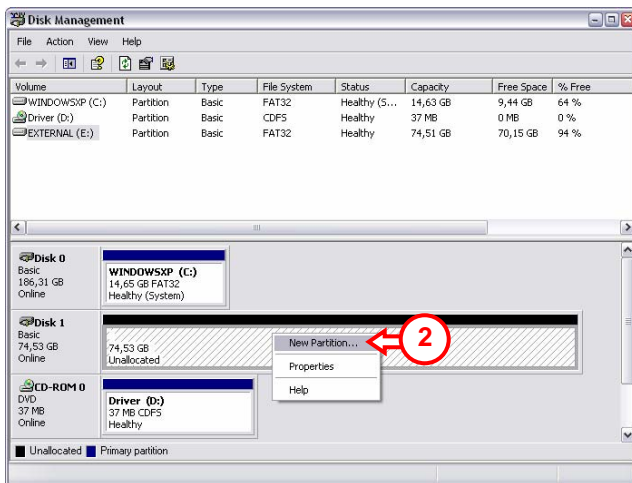 Disk Management
File Action View Help
Volume Layout Type File System Status Capacity Free Space % Free
WINDOWSXP (C:) Partition Basic FAT32 Healthy (S... 14,63 GB 9,44 GB 64 %
Driver (D:) Partition Basic CDFS Healthy 37 MB 0 MB 0 %
EXTERNAL (E:) Partition Basic FAT32 Healthy 74,51 GB 70,15 GB 94 %
Disk 0
Basic
186,31 GB
Online
WINDOWSXP (C:)
14,65 GB FAT32
Healthy (System)
Disk 1
Basic
74,53 GB
Online
74,53 GB
Unallocated
New Partition...
Properties
Help
2
CD-ROM 0
DVD
37 MB
Online
Driver (D:)
37 MB CDFS
Healthy
Unallocated Primary partition